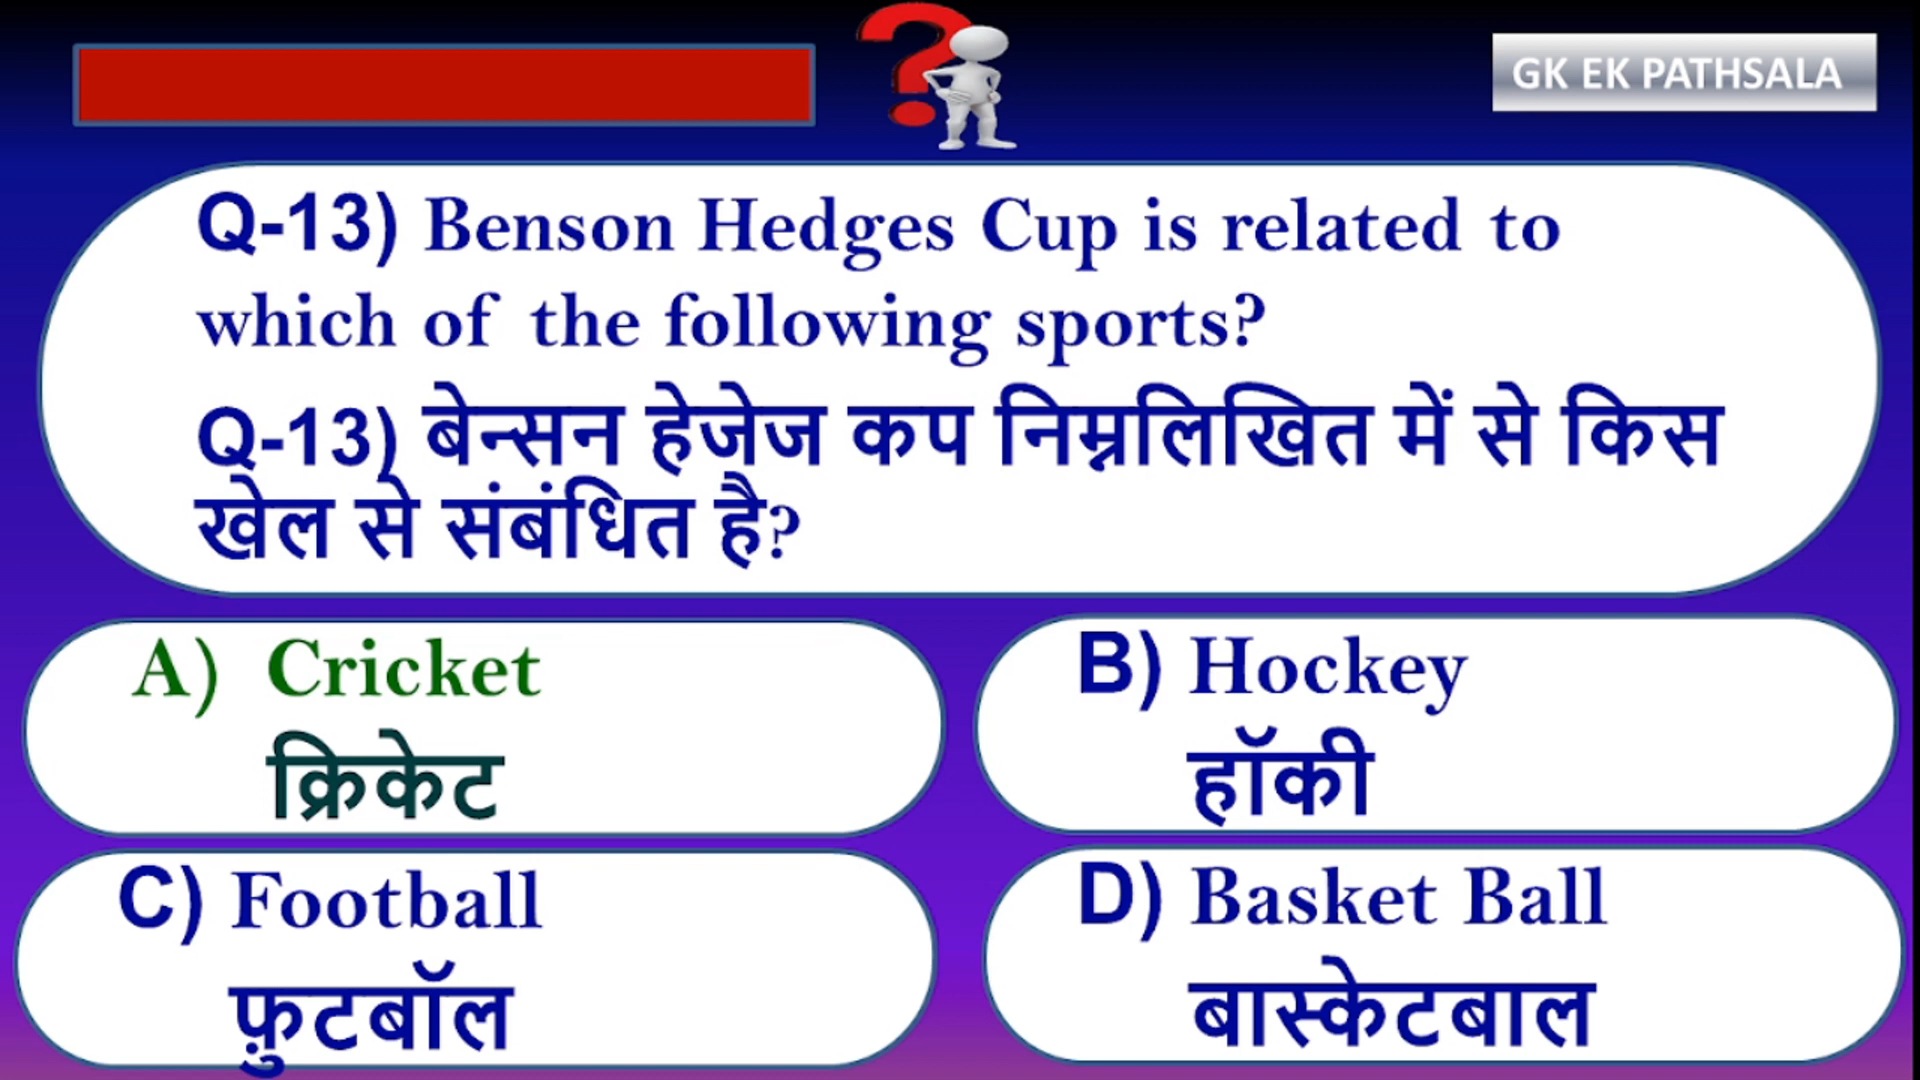 GK EK PATHSALA
Q-13) Benson Hedges Cup is related to
which of the following sports?
Q-13) बेन्सन हेजेज कप निम्नलिखित में से किस
खेल से संबंधित है?
A) Cricket
क्रिकेट
B) Hockey
हॉकी
C) Football
फ़ुटबॉल
D) Basket Ball
बास्केटबाल